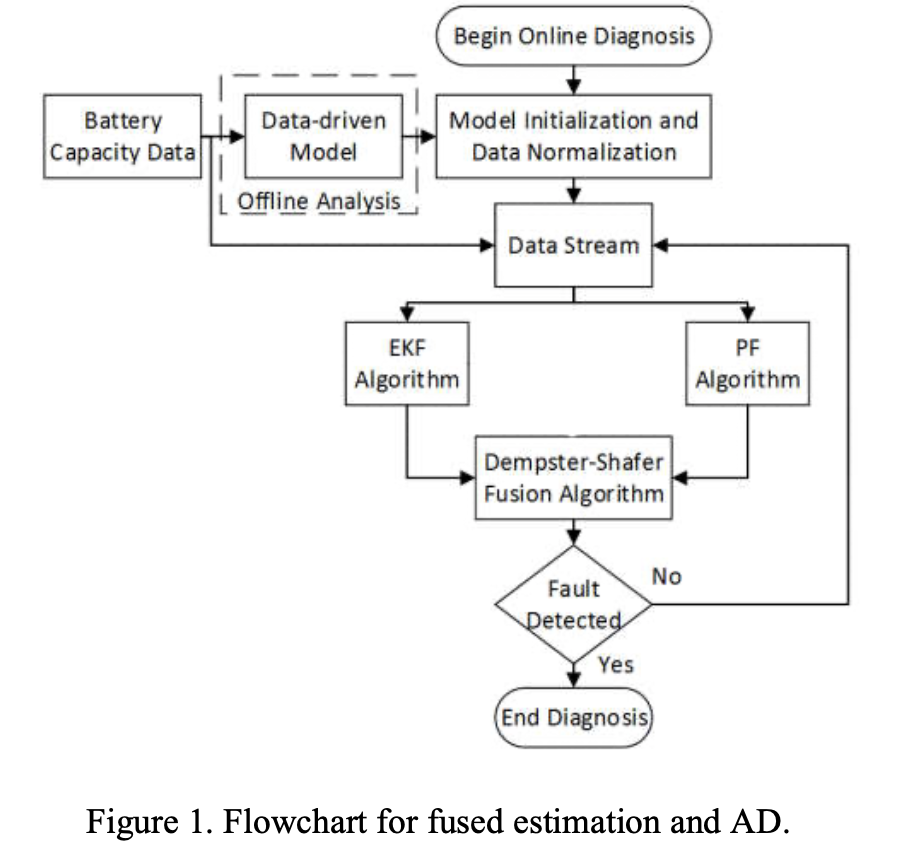 Begin Online Diagnosis
Battery
Capacity Data
Data-driven
Model
Offline Analysis
Model Initialization and
Data Normalization
Data Stream
EKF
Algorithm
PF
Algorithm
Dempster-Shafer
Fusion Algorithm
Fault
Detected
No
Yes
End Diagnosis
Figure 1. Flowchart for fused estimation and AD.